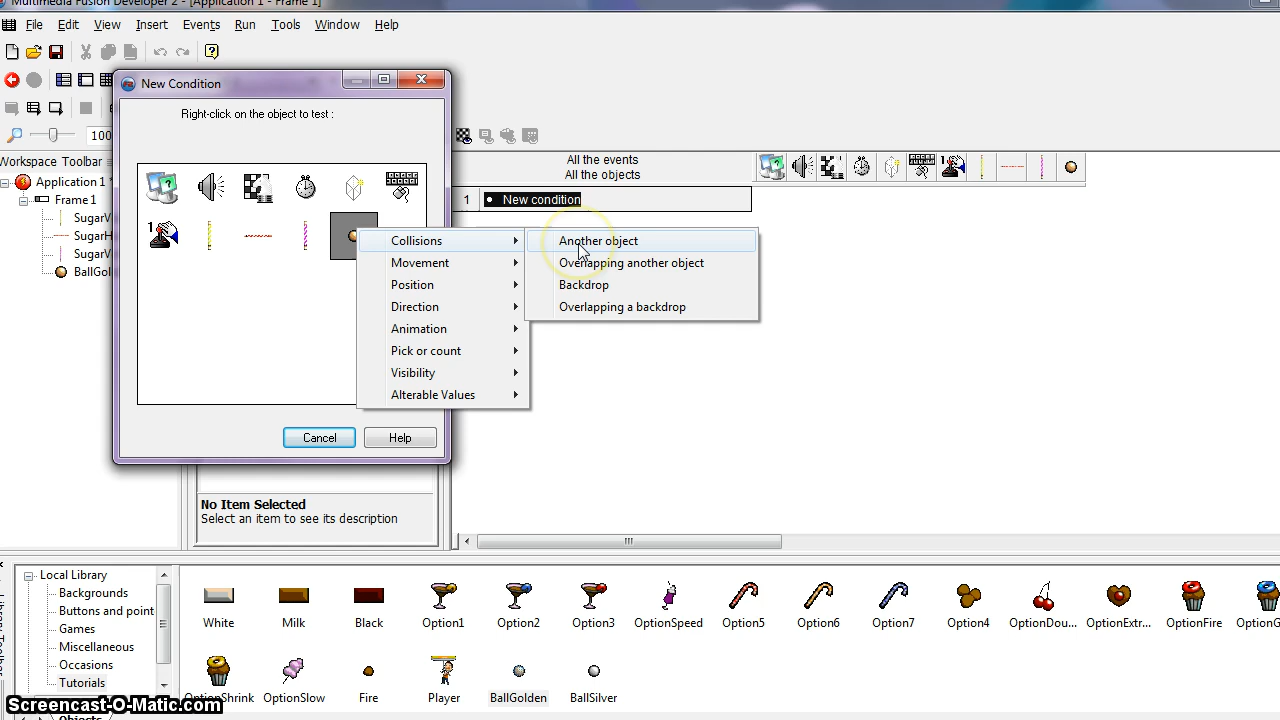 Multimedia Fusion Developer 2 - [Application 1 - Frame 1]
File Edit View Insert Events Run Tools Window Help
New Condition
Right-click on the object to test :
100
Workspace Toolbar
Application 1 *
Frame 1
SugarV
SugarH
SugarV
BallGol
All the events
All the objects
1 New condition
Collisions
Movement
Position
Direction
Animation
Pick or count
Visibility
Alterable Values
Another object
Overlapping another object
Backdrop
Overlapping a backdrop
Cancel Help
No Item Selected
Select an item to see its description
Local Library
Backgrounds
Buttons and point
Games
Miscellaneous
Occasions
Tutorials
White Milk Black Option1 Option2 Option3 OptionSpeed Option5 Option6 Option7 Option4 OptionDou... OptionExtr... OptionFire OptionG
OptionShrink OptionSlow Fire Player BallGolden BallSilver
Screencast-O-Matic.com
Objects